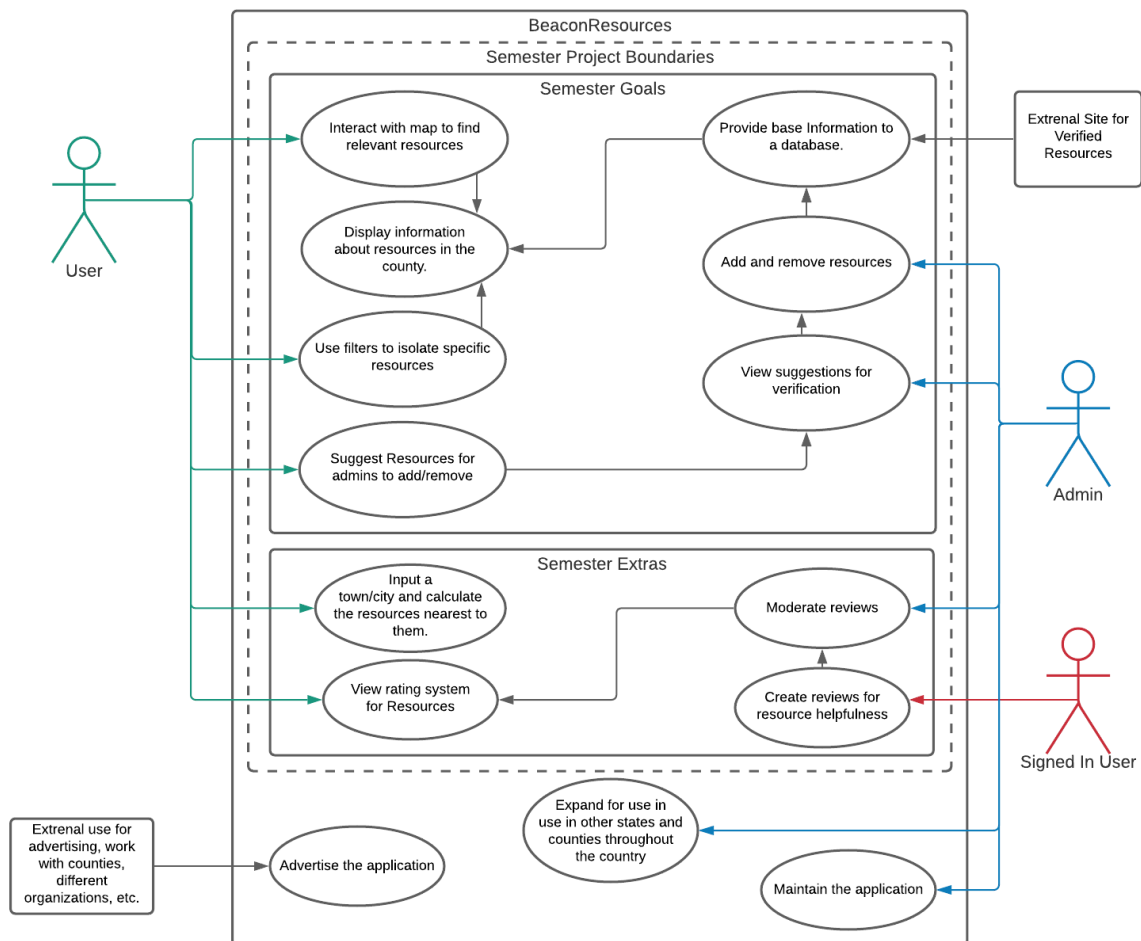 BeaconResources
Semester Project Boundaries
Semester Goals
Interact with map to find
relevant resources
Provide base Information to
a database.
Extrenal Site for
Verified
Resources
User
Display information
about resources in the
county.
Add and remove resources
Use filters to isolate specific
resources
View suggestions for
verification
Suggest Resources for
admins to add/remove
Admin
Semester Extras
Input a
town/city and calculate
the resources nearest to
them.
Moderate reviews
View rating system
for Resources
Create reviews for
resource helpfulness
Signed In User
Expand for use in
use in other states and
counties throughout
the country
Extrenal use for
advertising, work
with counties,
different
organizations, etc.
Advertise the application
Maintain the application